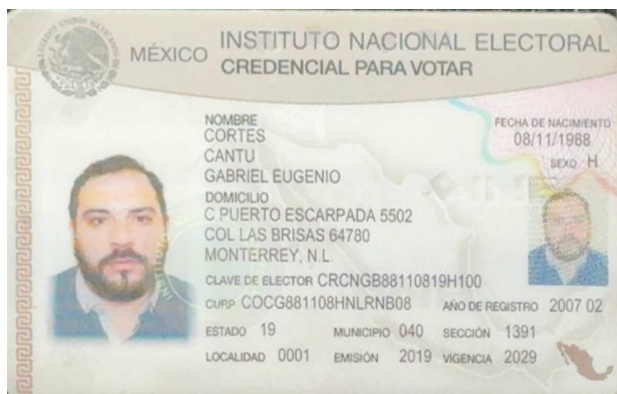 MÉXICO INSTITUTO NACIONAL ELECTORAL
CREDENCIAL PARA VOTAR
NOMBRE
CORTES
CANTU
GABRIEL EUGENIO
FECHA DE NACIMIENTO
08/11/1988
SEXO H
DOMICILIO
C PUERTO ESCARPADA 5502
COL LAS BRISAS 64780
MONTERREY, N.L.
CLAVE DE ELECTOR CRCNGB88110819H100
CURP COCG881108HNLRNB08 AÑO DE REGISTRO 2007 02
ESTADO 19 MUNICIPIO 040 SECCIÓN 1391
LOCALIDAD 0001 EMISIÓN 2019 VIGENCIA 2029